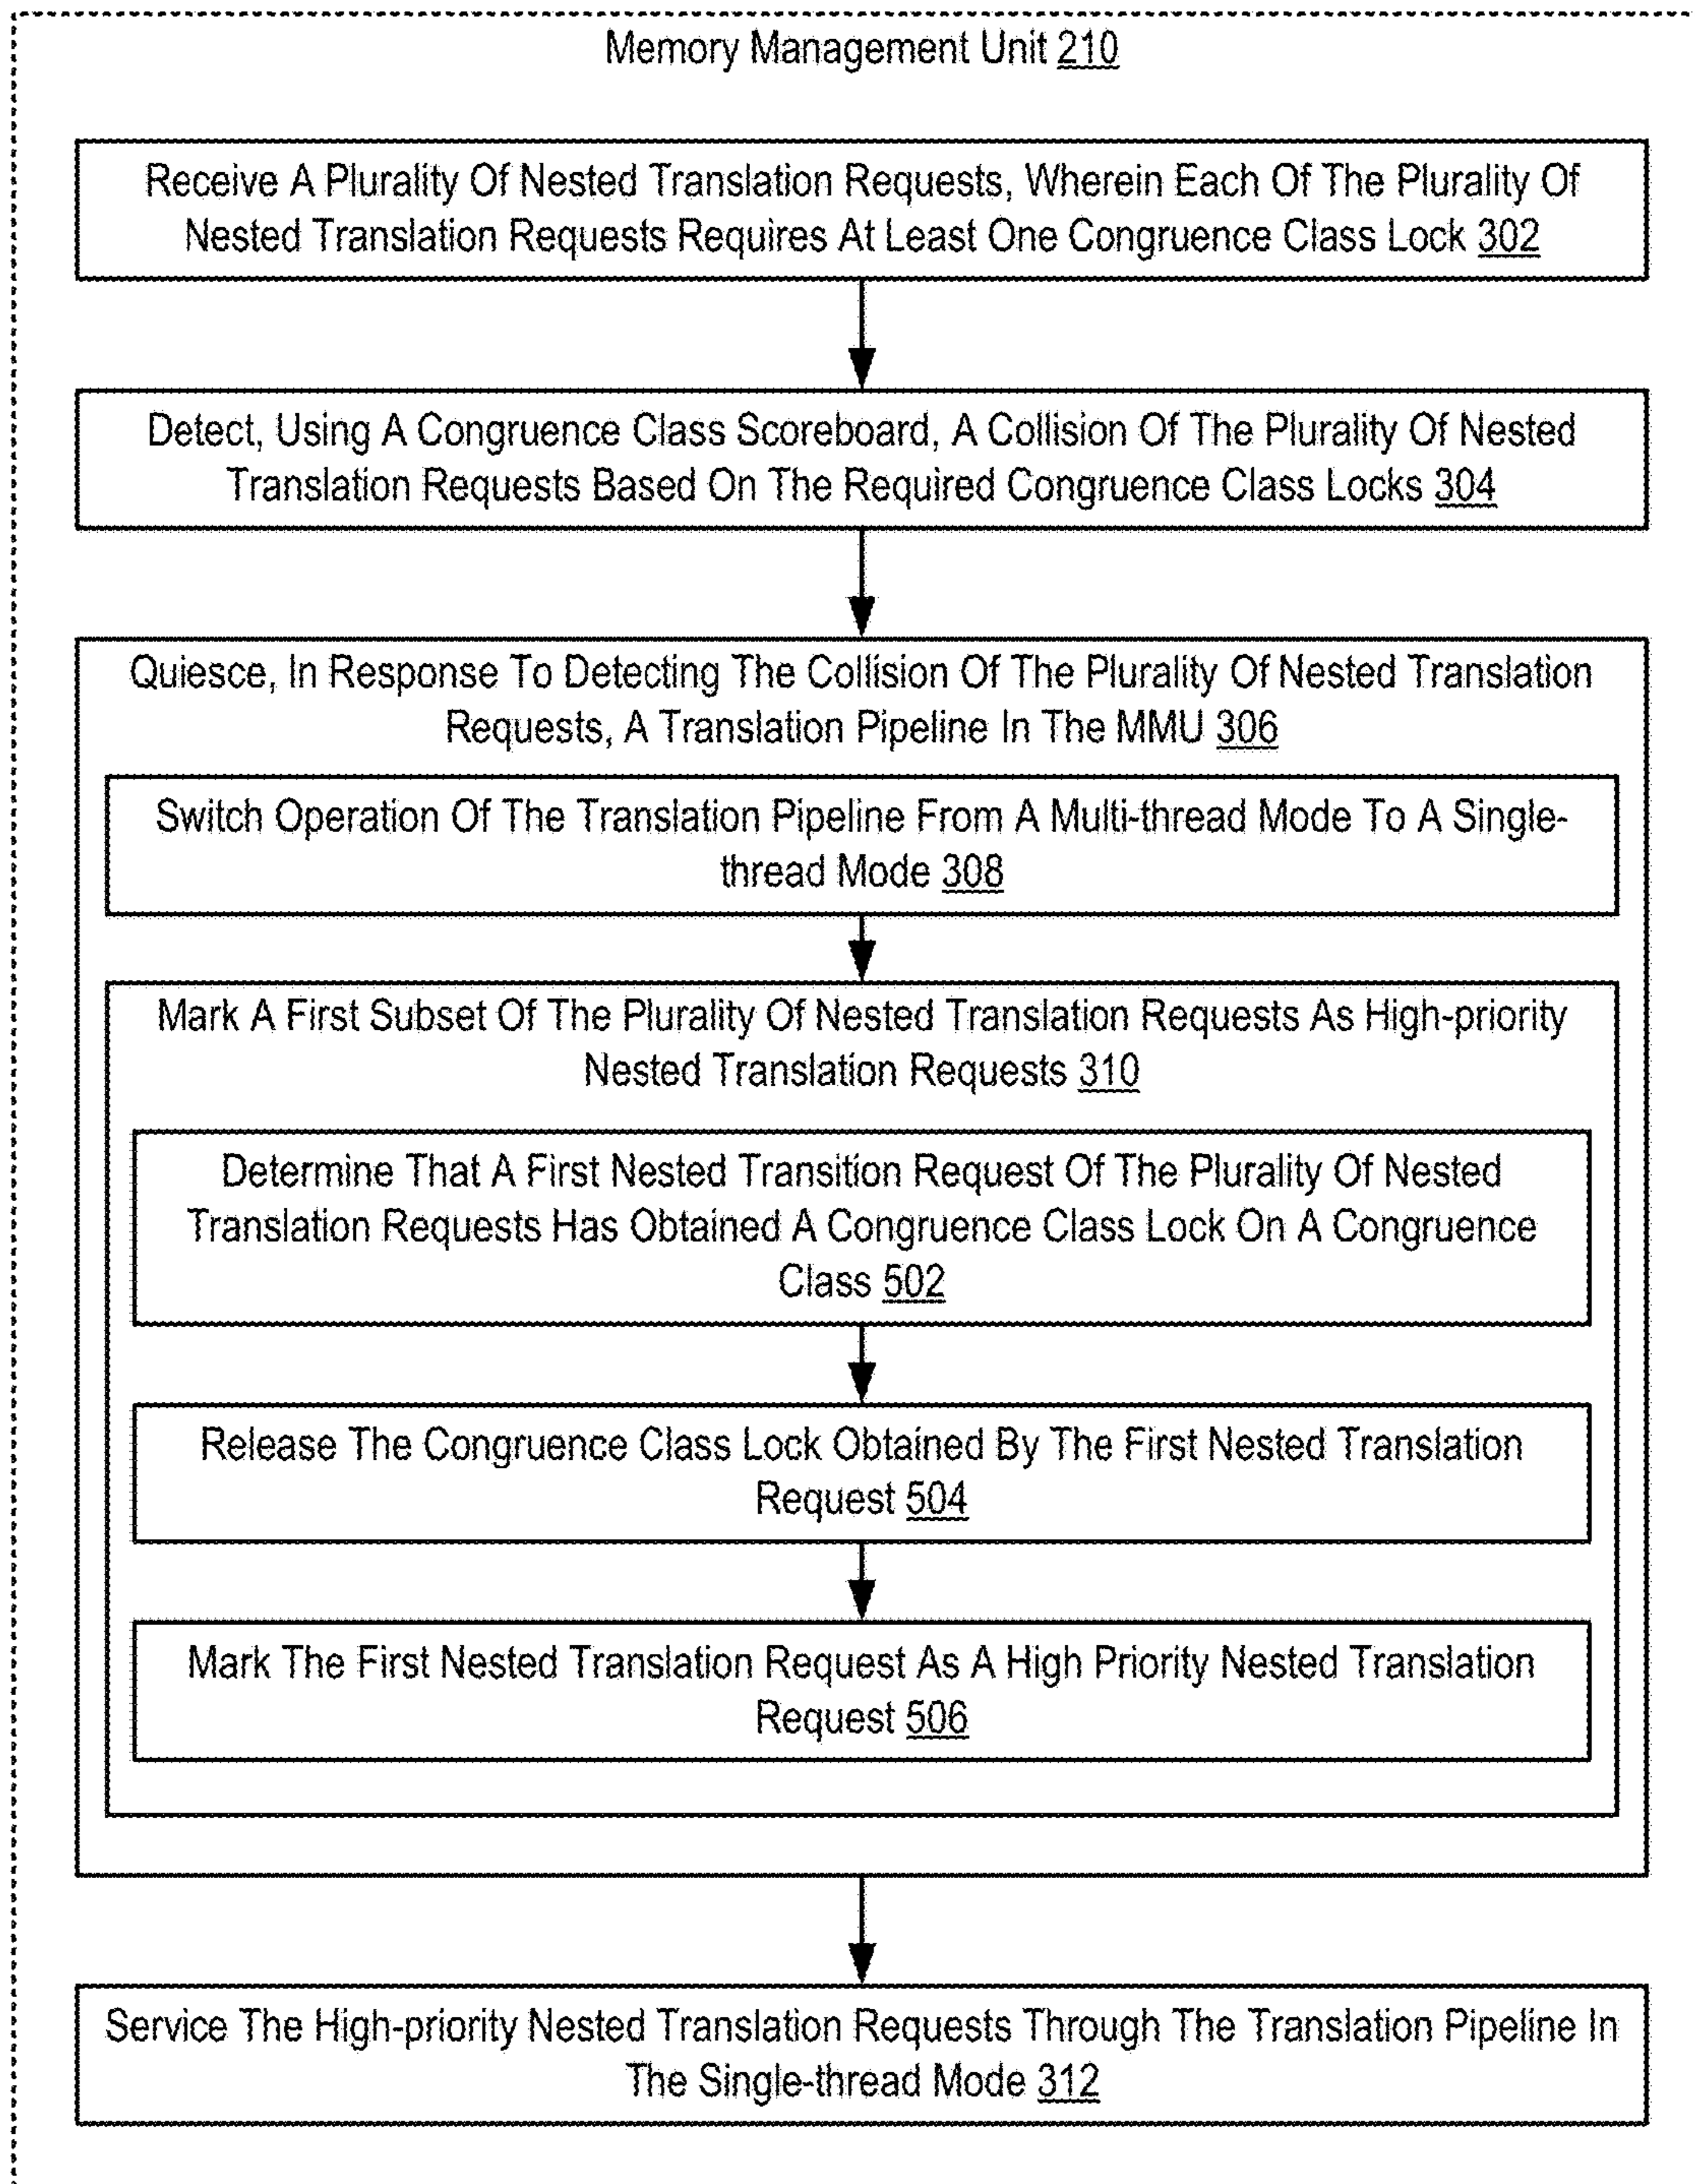 Memory Management Unit 210
Receive A Plurality Of Nested Translation Requests, Wherein Each Of The Plurality Of
Nested Translation Requests Requires At Least One Congruence Class Lock 302
Detect, Using A Congruence Class Scoreboard, A Collision Of The Plurality Of Nested
Translation Requests Based On The Required Congruence Class Locks 304
Quiesce, In Response To Detecting The Collision Of The Plurality Of Nested Translation
Requests, A Translation Pipeline In The MMU 306
Switch Operation Of The Translation Pipeline From A Multi-thread Mode To A Single-
thread Mode 308
Mark A First Subset Of The Plurality Of Nested Translation Requests As High-priority
Nested Translation Requests 310
Determine That A First Nested Transition Request Of The Plurality Of Nested
Translation Requests Has Obtained A Congruence Class Lock On A Congruence
Class 502
Release The Congruence Class Lock Obtained By The First Nested Translation
Request 504
Mark The First Nested Translation Request As A High Priority Nested Translation
Request 506
Service The High-priority Nested Translation Requests Through The Translation Pipeline In
The Single-thread Mode 312